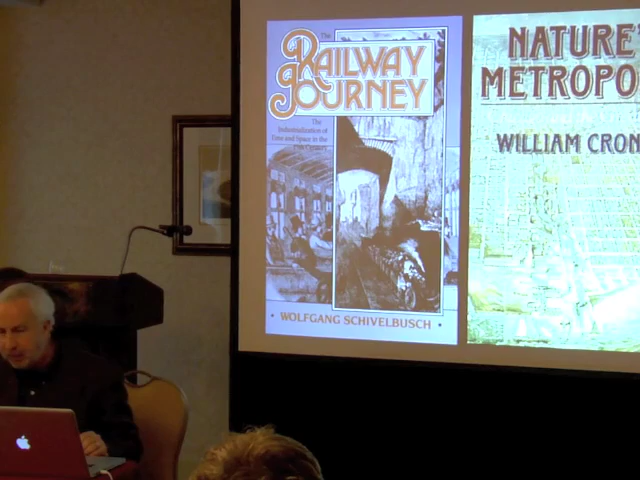 The
RAILWAY
JOURNEY
The
Industrialization of
Time and Space in the
19th Century
• WOLFGANG SCHIVELBUSCH •
NATURE'
METROPO
WILLIAM CRON